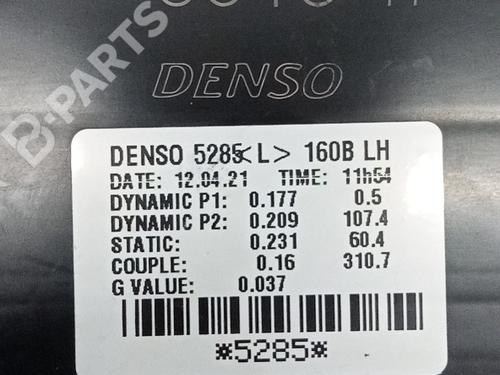 B-PARTS
DENSO
DENSO 5285<L> 160B LH
DATE: 12.04.21 TIME: 11h54
DYNAMIC P1: 0.177 0.5
DYNAMIC P2: 0.209 107.4
STATIC: 0.231 60.4
COUPLE: 0.16 310.7
G VALUE: 0.037
*5285*